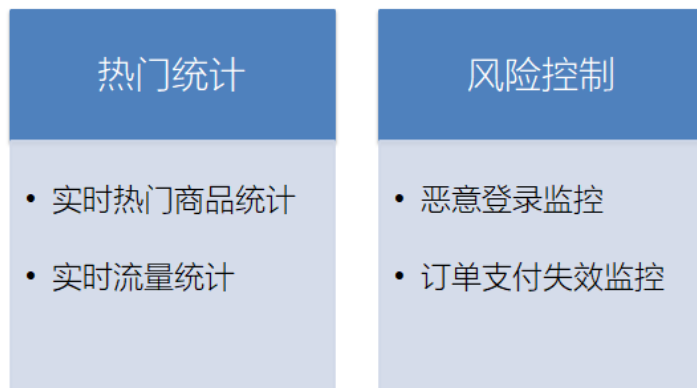 热门统计
• 实时热门商品统计
• 实时流量统计
风险控制
• 恶意登录监控
• 订单支付失效监控